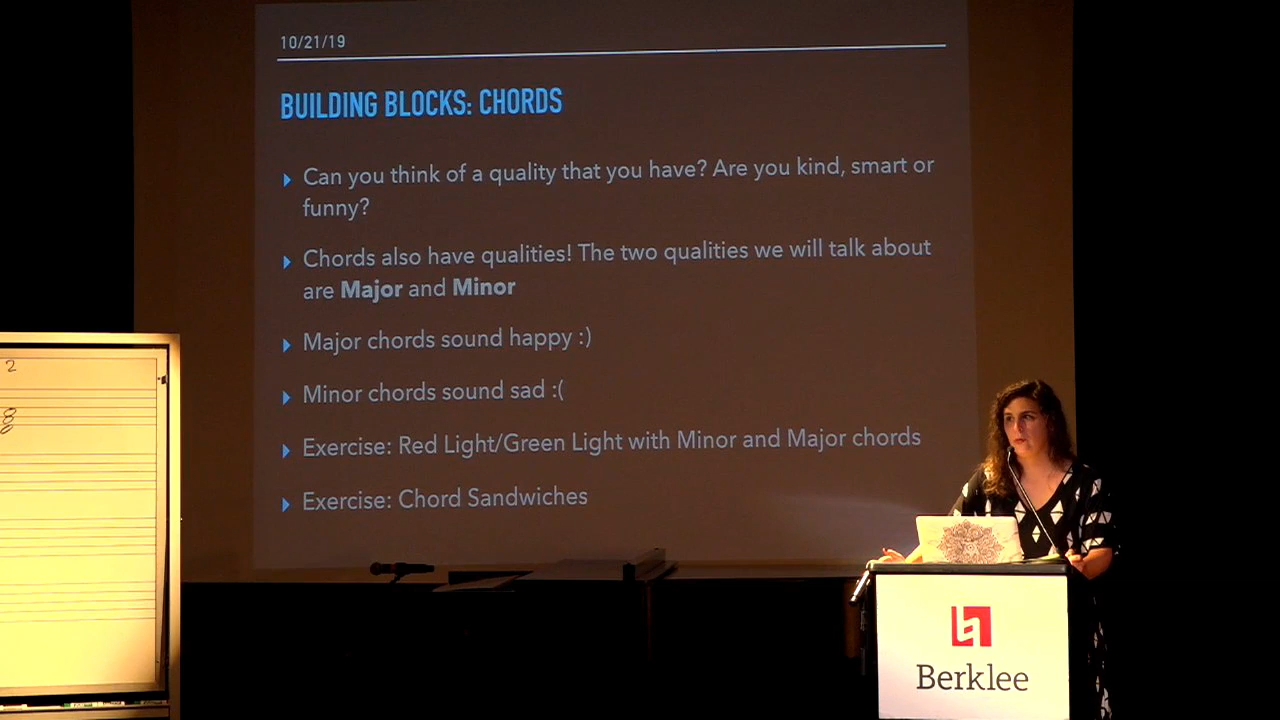 10/21/19
BUILDING BLOCKS: CHORDS
Can you think of a quality that you have? Are you kind, smart or
funny?
Chords also have qualities! The two qualities we will talk about
are Major and Minor
Major chords sound happy :)
Minor chords sound sad :(
Exercise: Red Light/Green Light with Minor and Major chords
Exercise: Chord Sandwiches
2
Berklee